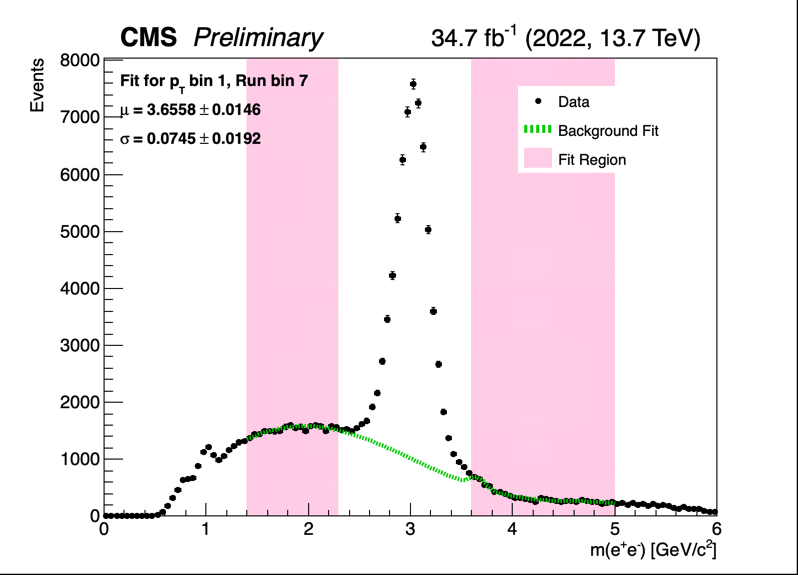 CMS Preliminary
34.7 fb⁻¹ (2022, 13.7 TeV)
Events
8000
7000
6000
5000
4000
3000
2000
1000
0
Fit for p_T bin 1, Run bin 7
μ = 3.6558 ± 0.0146
σ = 0.0745 ± 0.0192
Data
Background Fit
Fit Region
0 1 2 3 4 5 6
m(e⁺e⁻) [GeV/c²]